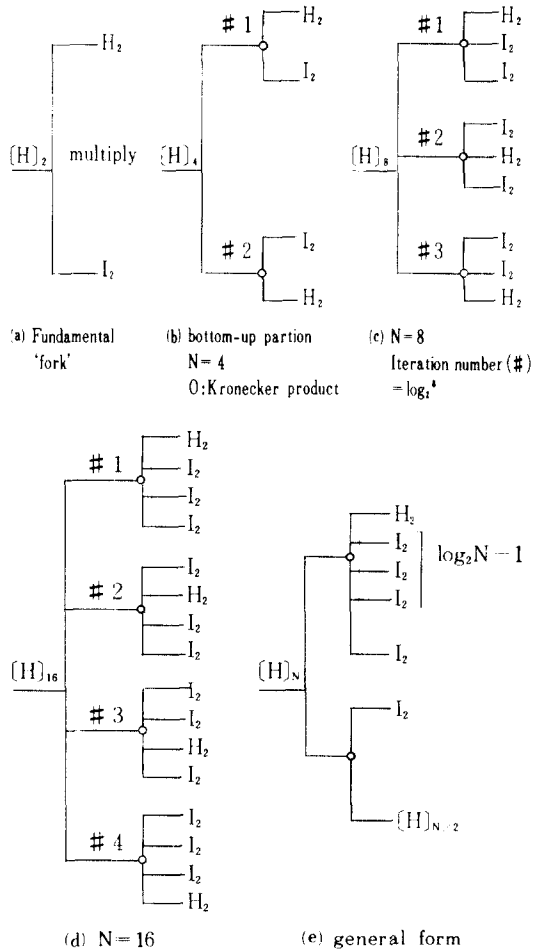 H₂
[H]₂ multiply
I₂
(a) Fundamental
'fork'
#1
H₂
I₂
[H]₄
#2
I₂
H₂
(b) bottom-up partion
N=4
O:Kronecker product
#1
H₂
I₂
I₂
#2
I₂
H₂
I₂
[H]₈
#3
I₂
I₂
H₂
(c) N=8
Iteration number (#)
=log₂⁸
#1
H₂
I₂
I₂
I₂
#2
I₂
H₂
I₂
I₂
[H]₁₆
#3
I₂
I₂
H₂
I₂
#4
I₂
I₂
I₂
H₂
(d) N=16
H₂
I₂
I₂
I₂
log₂N-1
I₂
[H]_N
I₂
(e) general form